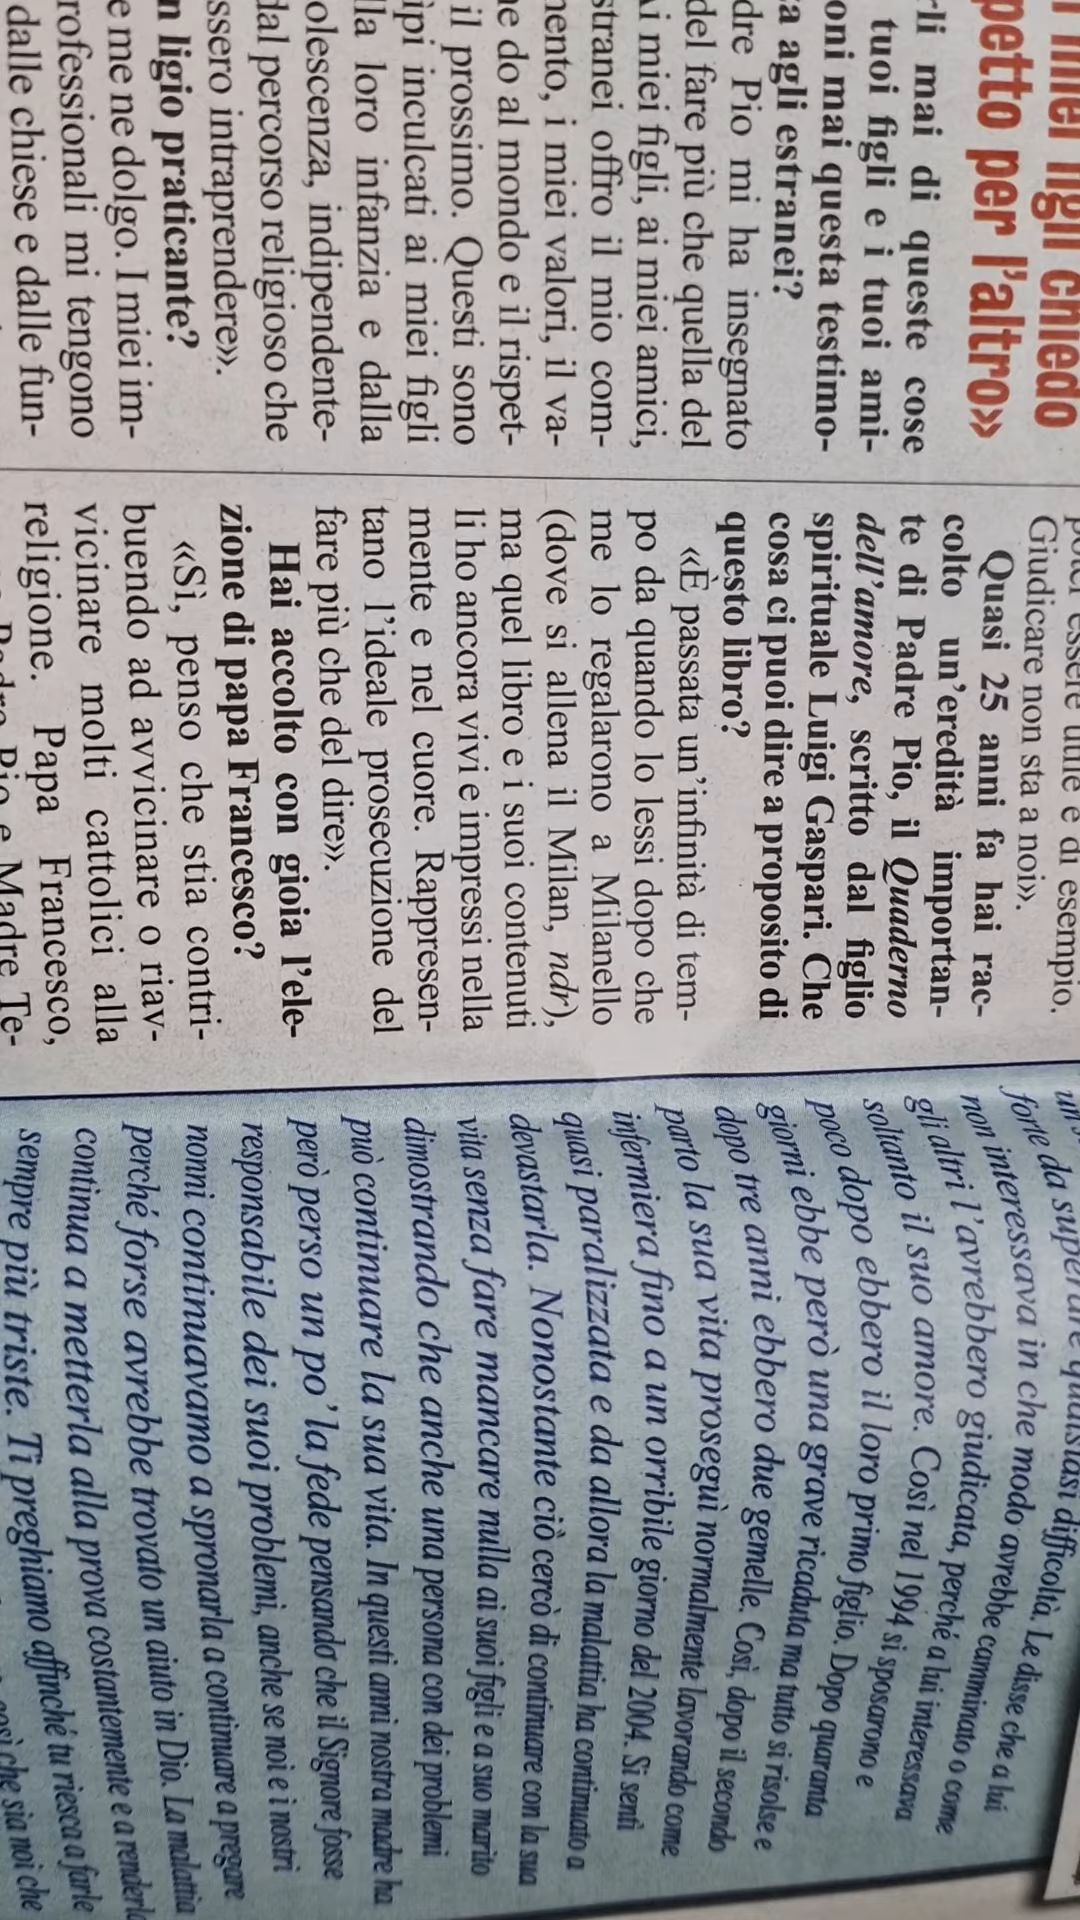 miei figli chiedo
petto per l'altro»
rli mai di queste cose
tuoi figli e i tuoi ami-
oni mai questa testimo-
a agli estranei?
dre Pio mi ha insegnato
del fare più che quella del
Ai miei figli, ai miei amici,
stranei offro il mio com-
mento, i miei valori, il va-
e do al mondo e il rispet-
il prossimo. Questi sono
ìpi inculcati ai miei figli
lla loro infanzia e dalla
olescenza, indipendente-
dal percorso religioso che
ssero intraprendere».
n ligio praticante?
e me ne dolgo. I miei im-
rofessionali mi tengono
dalle chiese e dalle fun-
poter essere utile e di esempio.
Giudicare non sta a noi».
Quasi 25 anni fa hai rac-
colto un'eredità importan-
te di Padre Pio, il Quaderno
dell'amore, scritto dal figlio
spirituale Luigi Gaspari. Che
cosa ci puoi dire a proposito di
questo libro?
«È passata un'infinità di tem-
po da quando lo lessi dopo che
me lo regalarono a Milanello
(dove si allena il Milan, ndr),
ma quel libro e i suoi contenuti
li ho ancora vivi e impressi nella
mente e nel cuore. Rappresen-
tano l'ideale prosecuzione del
fare più che del dire».
Hai accolto con gioia l'ele-
zione di papa Francesco?
«Sì, penso che stia contri-
buendo ad avvicinare o riav-
vicinare molti cattolici alla
religione. Papa Francesco,
Padre Pio e Madre Te-
forte da superare qualsiasi difficoltà. Le disse che a lui
non interessava in che modo avrebbe camminato o come
gli altri l'avrebbero giudicata, perché a lui interessava
soltanto il suo amore. Così nel 1994 si sposarono e
poco dopo ebbero il loro primo figlio. Dopo quaranta
giorni ebbe però una grave ricaduta ma tutto si risolse e
dopo tre anni ebbero due gemelle. Così, dopo il secondo
parto la sua vita proseguì normalmente lavorando come
infermiera fino a un orribile giorno del 2004. Si sentì
quasi paralizzata e da allora la malattia ha continuato a
devastarla. Nonostante ciò cercò di continuare con la sua
vita senza fare mancare nulla ai suoi figli e a suo marito
dimostrando che anche una persona con dei problemi
può continuare la sua vita. In questi anni nostra madre ha
però perso un po' la fede pensando che il Signore fosse
responsabile dei suoi problemi, anche se noi e i nostri
nonni continuavamo a spronarla a continuare a pregare
perché forse avrebbe trovato un aiuto in Dio. La malattia
continua a metterla alla prova costantemente e a renderla
sempre più triste. Ti preghiamo affinché tu riesca a farle
così che sia noi che